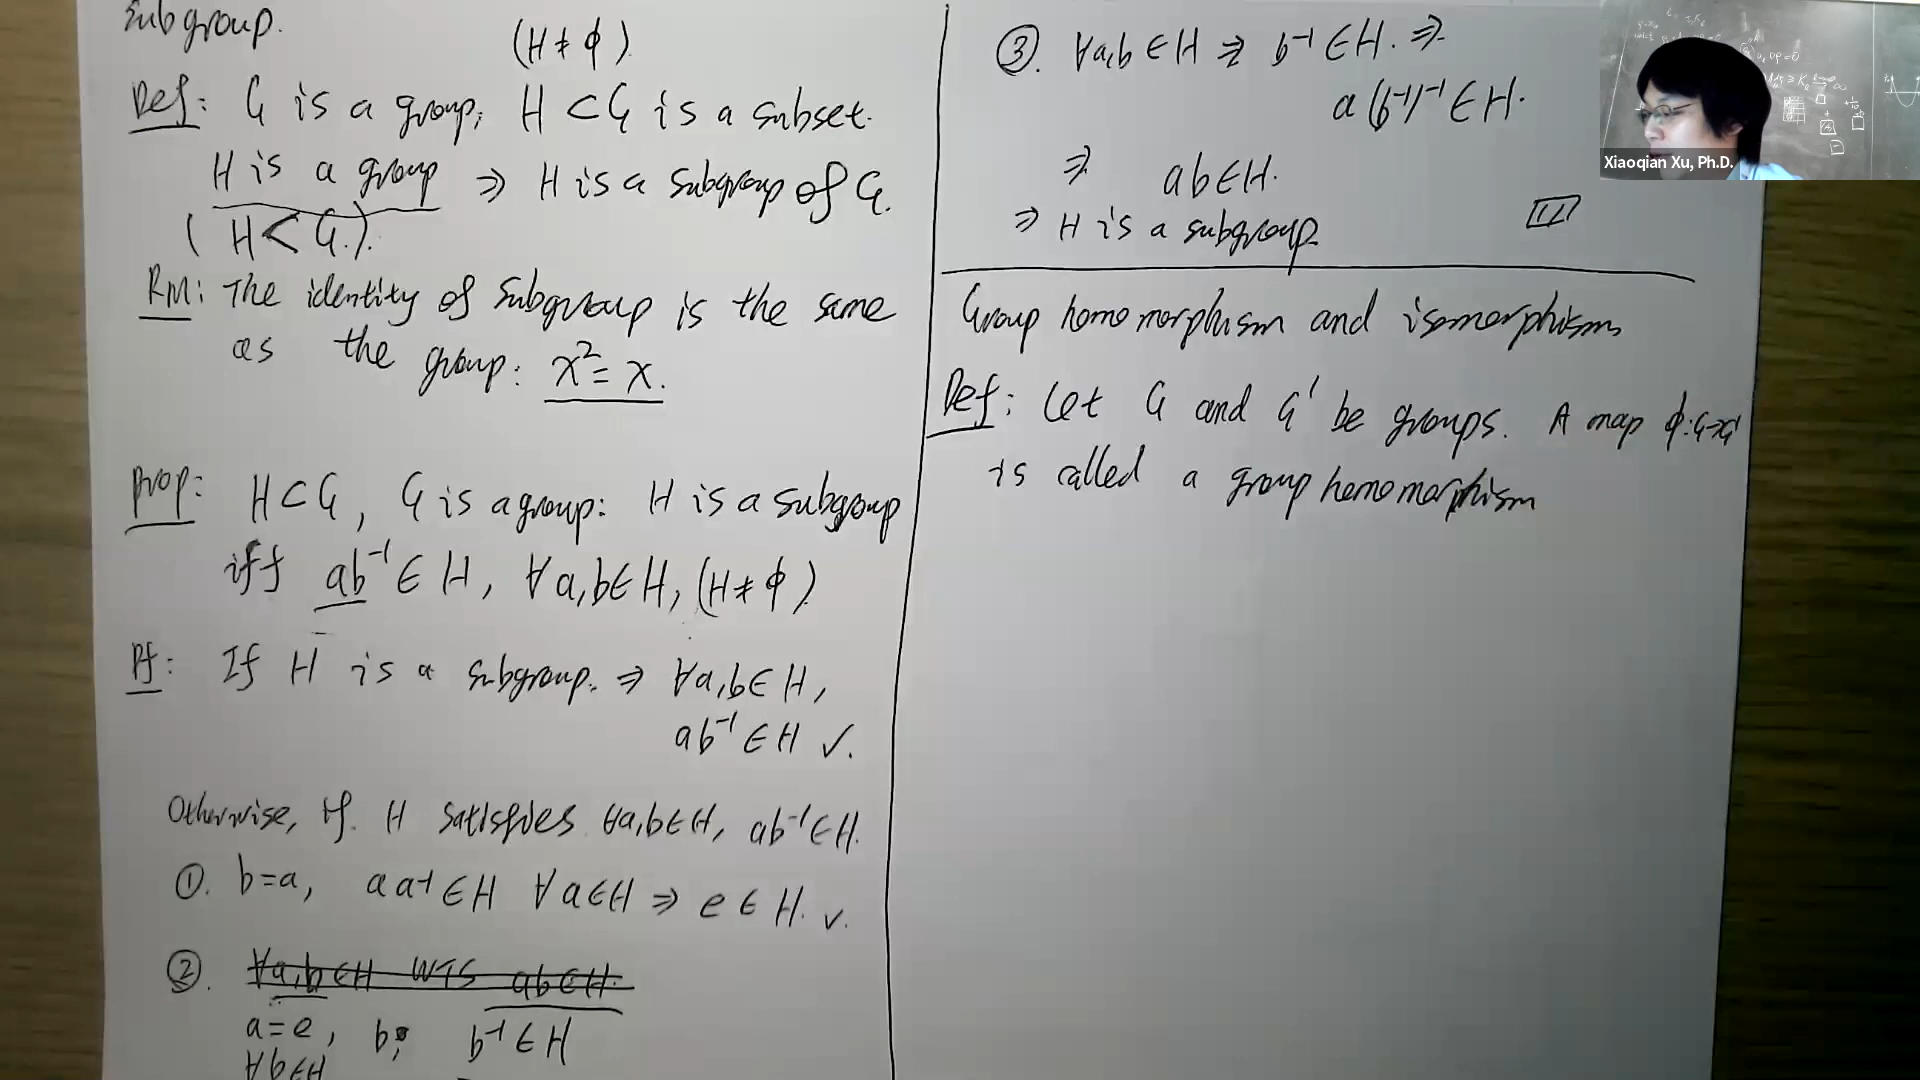 Subgroup.
(H ≠ ϕ).
Def: G is a group, H ⊂ G is a subset.
H is a group ⇒ H is a subgroup of G.
( H < G.).
RM: The identity of subgroup is the same
as the group: x² = x.
prop: H ⊂ G, G is a group: H is a subgroup
iff ab⁻¹ ∈ H, ∀a,b ∈ H, (H ≠ ϕ).
Pf: If H is a subgroup. ⇒ ∀a,b ∈ H,
ab⁻¹ ∈ H ✓.
Otherwise, if H satisfies ∀a,b ∈ H, ab⁻¹ ∈ H.
①. b=a, aa⁻¹ ∈ H ∀a ∈ H ⇒ e ∈ H. ✓.
②. ∀a,b ∈ H WTS ab ∈ H.
a=e, b; b⁻¹ ∈ H
∀b ∈ H
③. ∀a,b ∈ H ⇒ b⁻¹ ∈ H. ⇒
a(b⁻¹)⁻¹ ∈ H.
⇒ ab ∈ H.
⇒ H is a subgroup.
Group homomorphism and isomorphism
Def: Let G and G' be groups. A map ϕ:G→G'
is called a group homomorphism
Xiaoqian Xu, Ph.D.